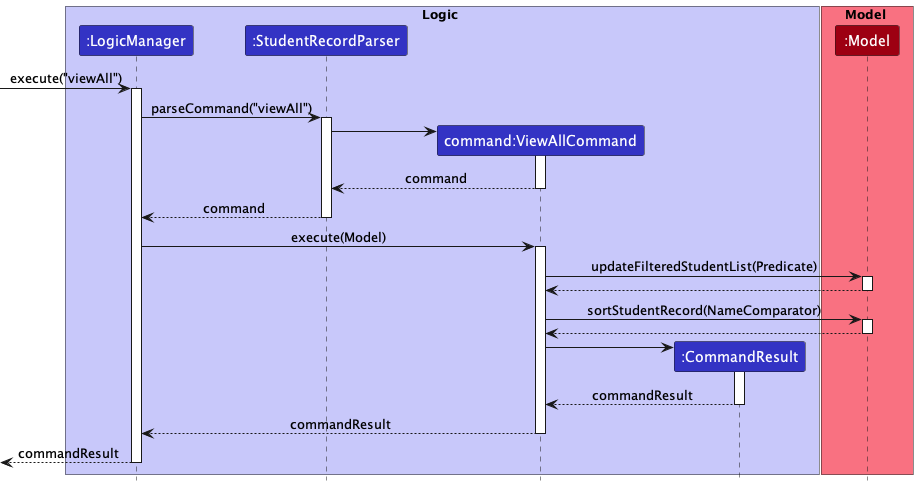 Logic
Model
:LogicManager
:StudentRecordParser
:Model
execute("viewAll")
parseCommand("viewAll")
command:ViewAllCommand
command
command
execute(Model)
updateFilteredStudentList(Predicate)
sortStudentRecord(NameComparator)
:CommandResult
commandResult
commandResult
commandResult